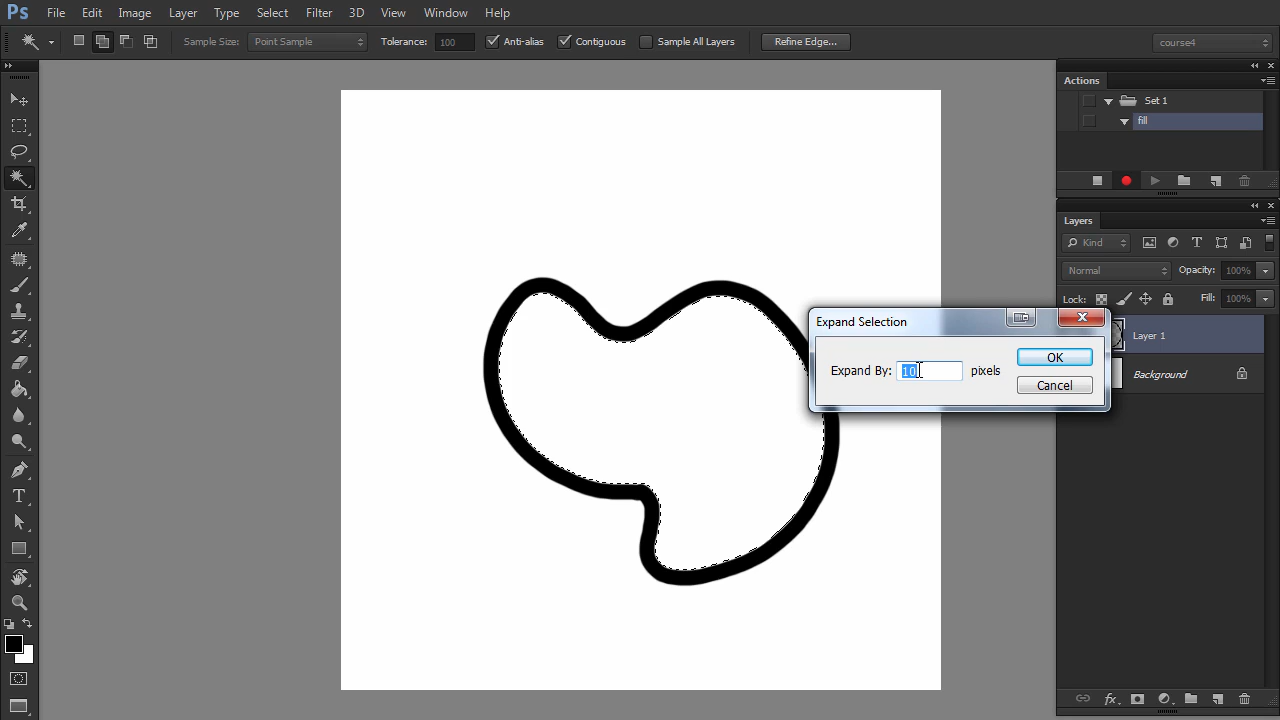 Ps File Edit Image Layer Type Select Filter 3D View Window Help
Sample Size: Point Sample Tolerance: 100 Anti-alias Contiguous Sample All Layers Refine Edge... course4
Actions
Set 1
fill
Layers
Kind
Normal Opacity: 100%
Lock: Fill: 100%
Expand Selection
Layer 1
OK
Expand By: 10 pixels
Background
Cancel
fx